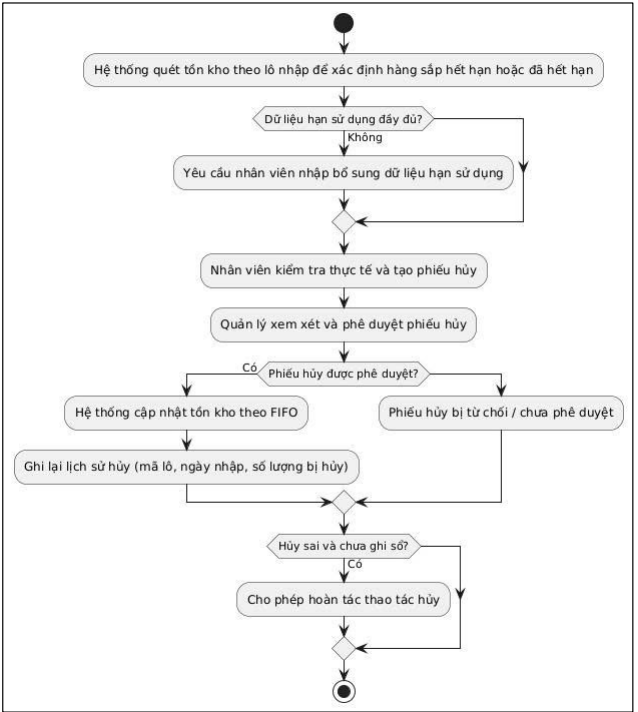 Hệ thống quét tồn kho theo lô nhập để xác định hàng sắp hết hạn hoặc đã hết hạn
Dữ liệu hạn sử dụng đầy đủ?
Không
Yêu cầu nhân viên nhập bổ sung dữ liệu hạn sử dụng
Nhân viên kiểm tra thực tế và tạo phiếu hủy
Quản lý xem xét và phê duyệt phiếu hủy
Có
Phiếu hủy được phê duyệt?
Hệ thống cập nhật tồn kho theo FIFO
Phiếu hủy bị từ chối / chưa phê duyệt
Ghi lại lịch sử hủy (mã lô, ngày nhập, số lượng bị hủy)
Hủy sai và chưa ghi sổ?
Có
Cho phép hoàn tác thao tác hủy